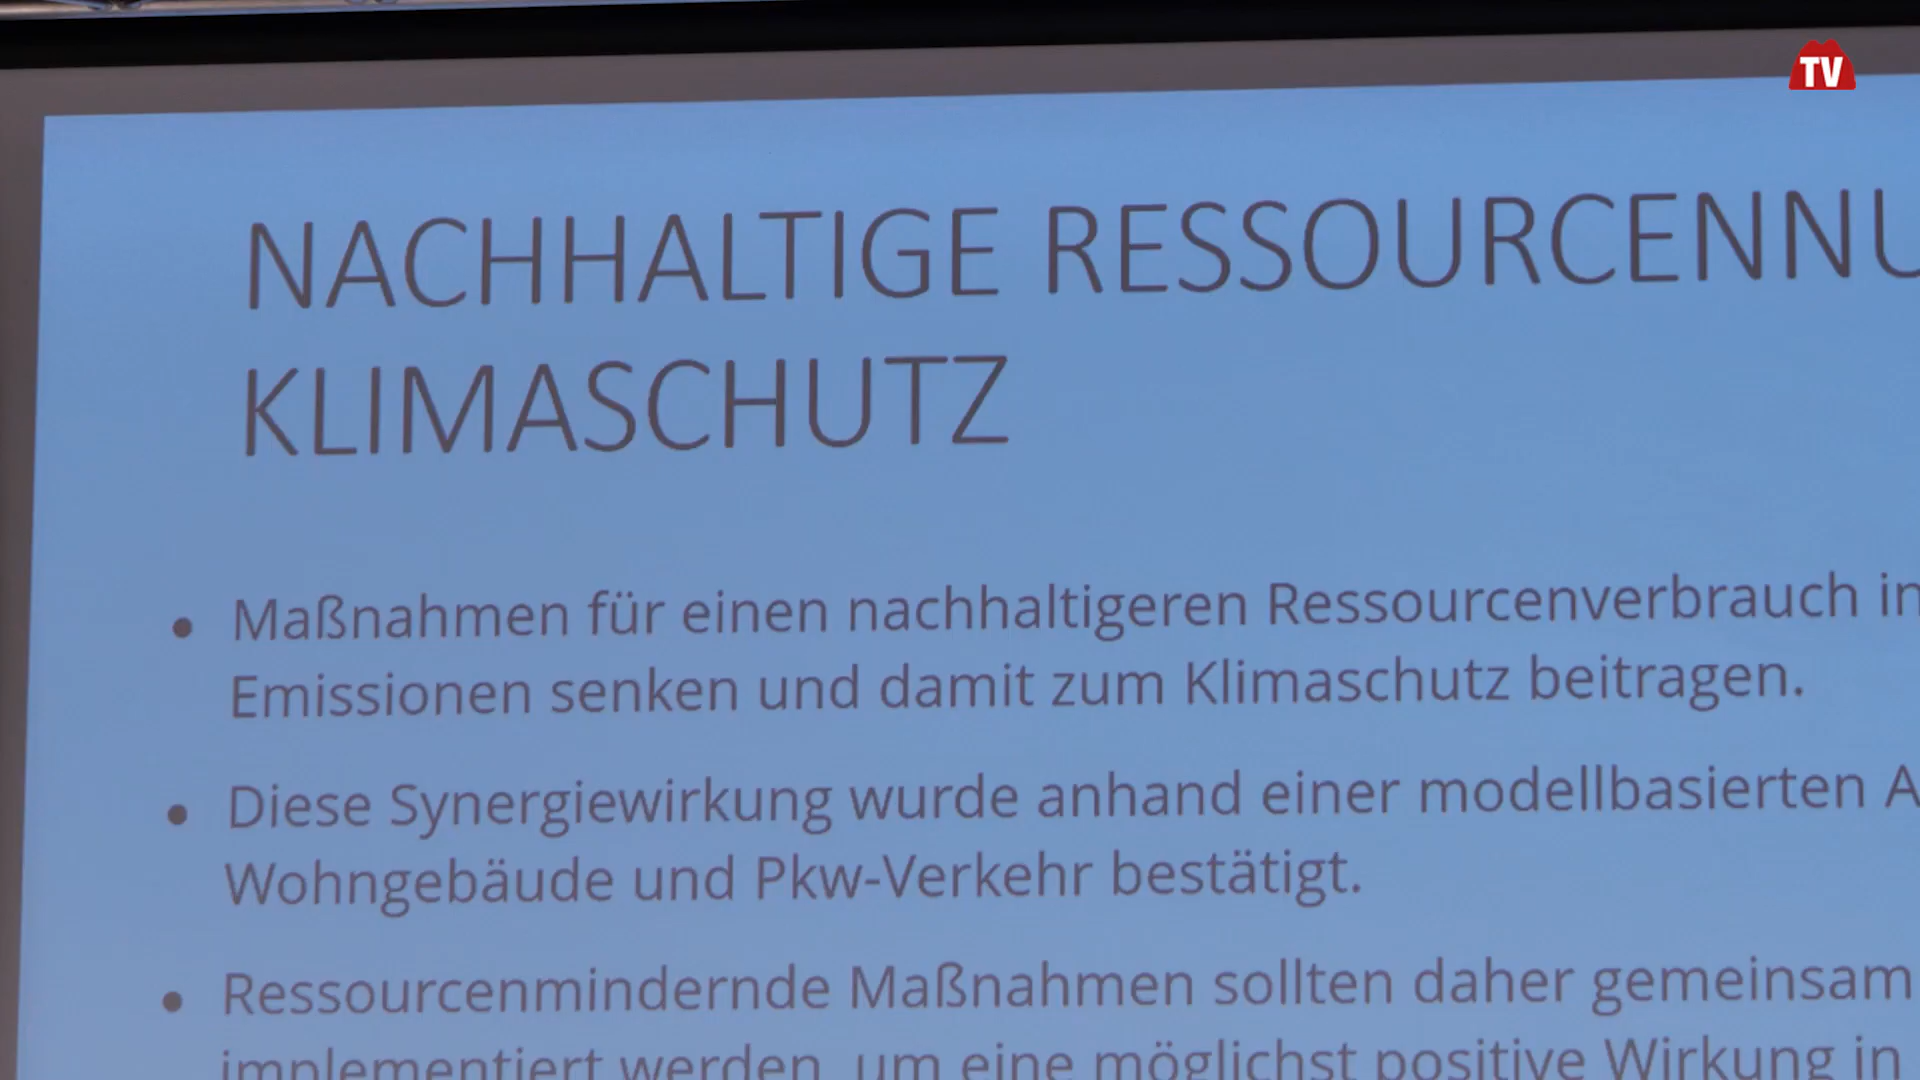 TV
NACHHALTIGE RESSOURCENNU
KLIMASCHUTZ
• Maßnahmen für einen nachhaltigeren Ressourcenverbrauch in
Emissionen senken und damit zum Klimaschutz beitragen.
• Diese Synergiewirkung wurde anhand einer modellbasierten A
Wohngebäude und Pkw-Verkehr bestätigt.
• Ressourcenmindernde Maßnahmen sollten daher gemeinsam
implementiert werden, um eine möglichst positive Wirkung in